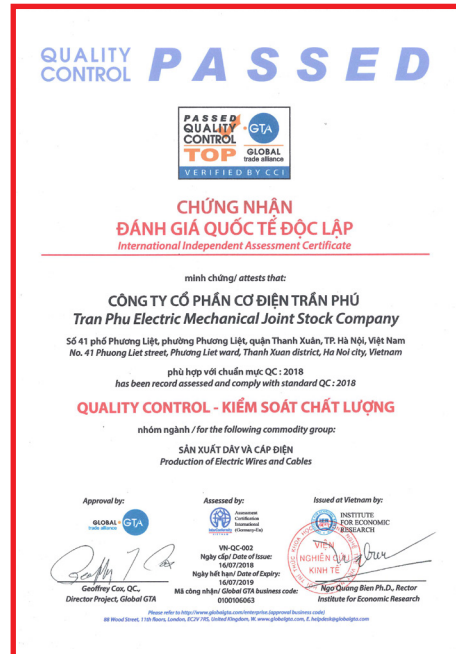 QUALITY CONTROL PASSED
PASSED
QUALITY
CONTROL
TOP
GTA
GLOBAL
trade alliance
VERIFIED BY CCI
CHỨNG NHẬN
ĐÁNH GIÁ QUỐC TẾ ĐỘC LẬP
International Independent Assessment Certificate
minh chứng/ attests that:
CÔNG TY CỔ PHẦN CƠ ĐIỆN TRẦN PHÚ
Tran Phu Electric Mechanical Joint Stock Company
Số 41 phố Phương Liệt, phường Phương Liệt, quận Thanh Xuân, TP. Hà Nội, Việt Nam
No. 41 Phuong Liet street, Phuong Liet ward, Thanh Xuan district, Ha Noi city, Vietnam
phù hợp với chuẩn mực QC : 2018
has been record assessed and comply with standard QC : 2018
QUALITY CONTROL - KIỂM SOÁT CHẤT LƯỢNG
nhóm ngành / for the following commodity group:
SẢN XUẤT DÂY VÀ CÁP ĐIỆN
Production of Electric Wires and Cables
Approval by:
GLOBAL
trade alliance
GTA
Geoffrey Cox, QC.,
Director Project, Global GTA
Assessed by:
Assessment
Certification
International
(Germany-Eu)
VN-QC-002
Ngày cấp/ Date of Issue:
16/07/2018
Ngày hết hạn/ Date of Expiry:
16/07/2019
Mã công nhận/ Global GTA business code:
0100106063
Issued at Vietnam by:
INSTITUTE
FOR ECONOMIC
RESEARCH
VIỆN
NGHIÊN CỨU
KINH TẾ
Ngo Quang Bien Ph.D., Rector
Institute for Economic Research
Please refer to http://www.globalgta.com/enterprise (approval business code)
88 Wood Street, 11th floors, London, EC2V 7RS, United Kingdom, W. www.globalgta.com, E. helpdesk@globalgta.com